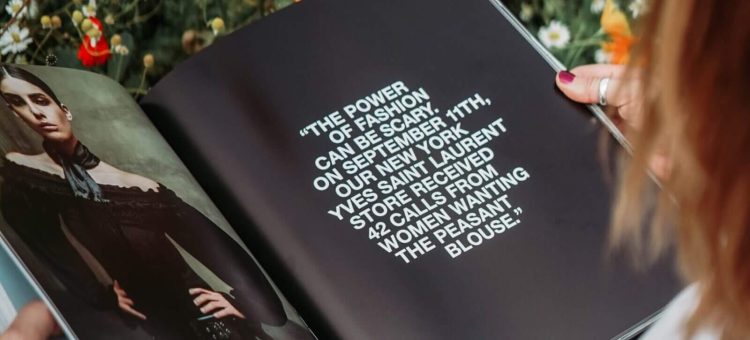 “THE POWER
OF FASHION
CAN BE SCARY.
ON SEPTEMBER 11TH,
OUR NEW YORK
YVES SAINT LAURENT
STORE RECEIVED
42 CALLS FROM
WOMEN WANTING
THE PEASANT
BLOUSE.”